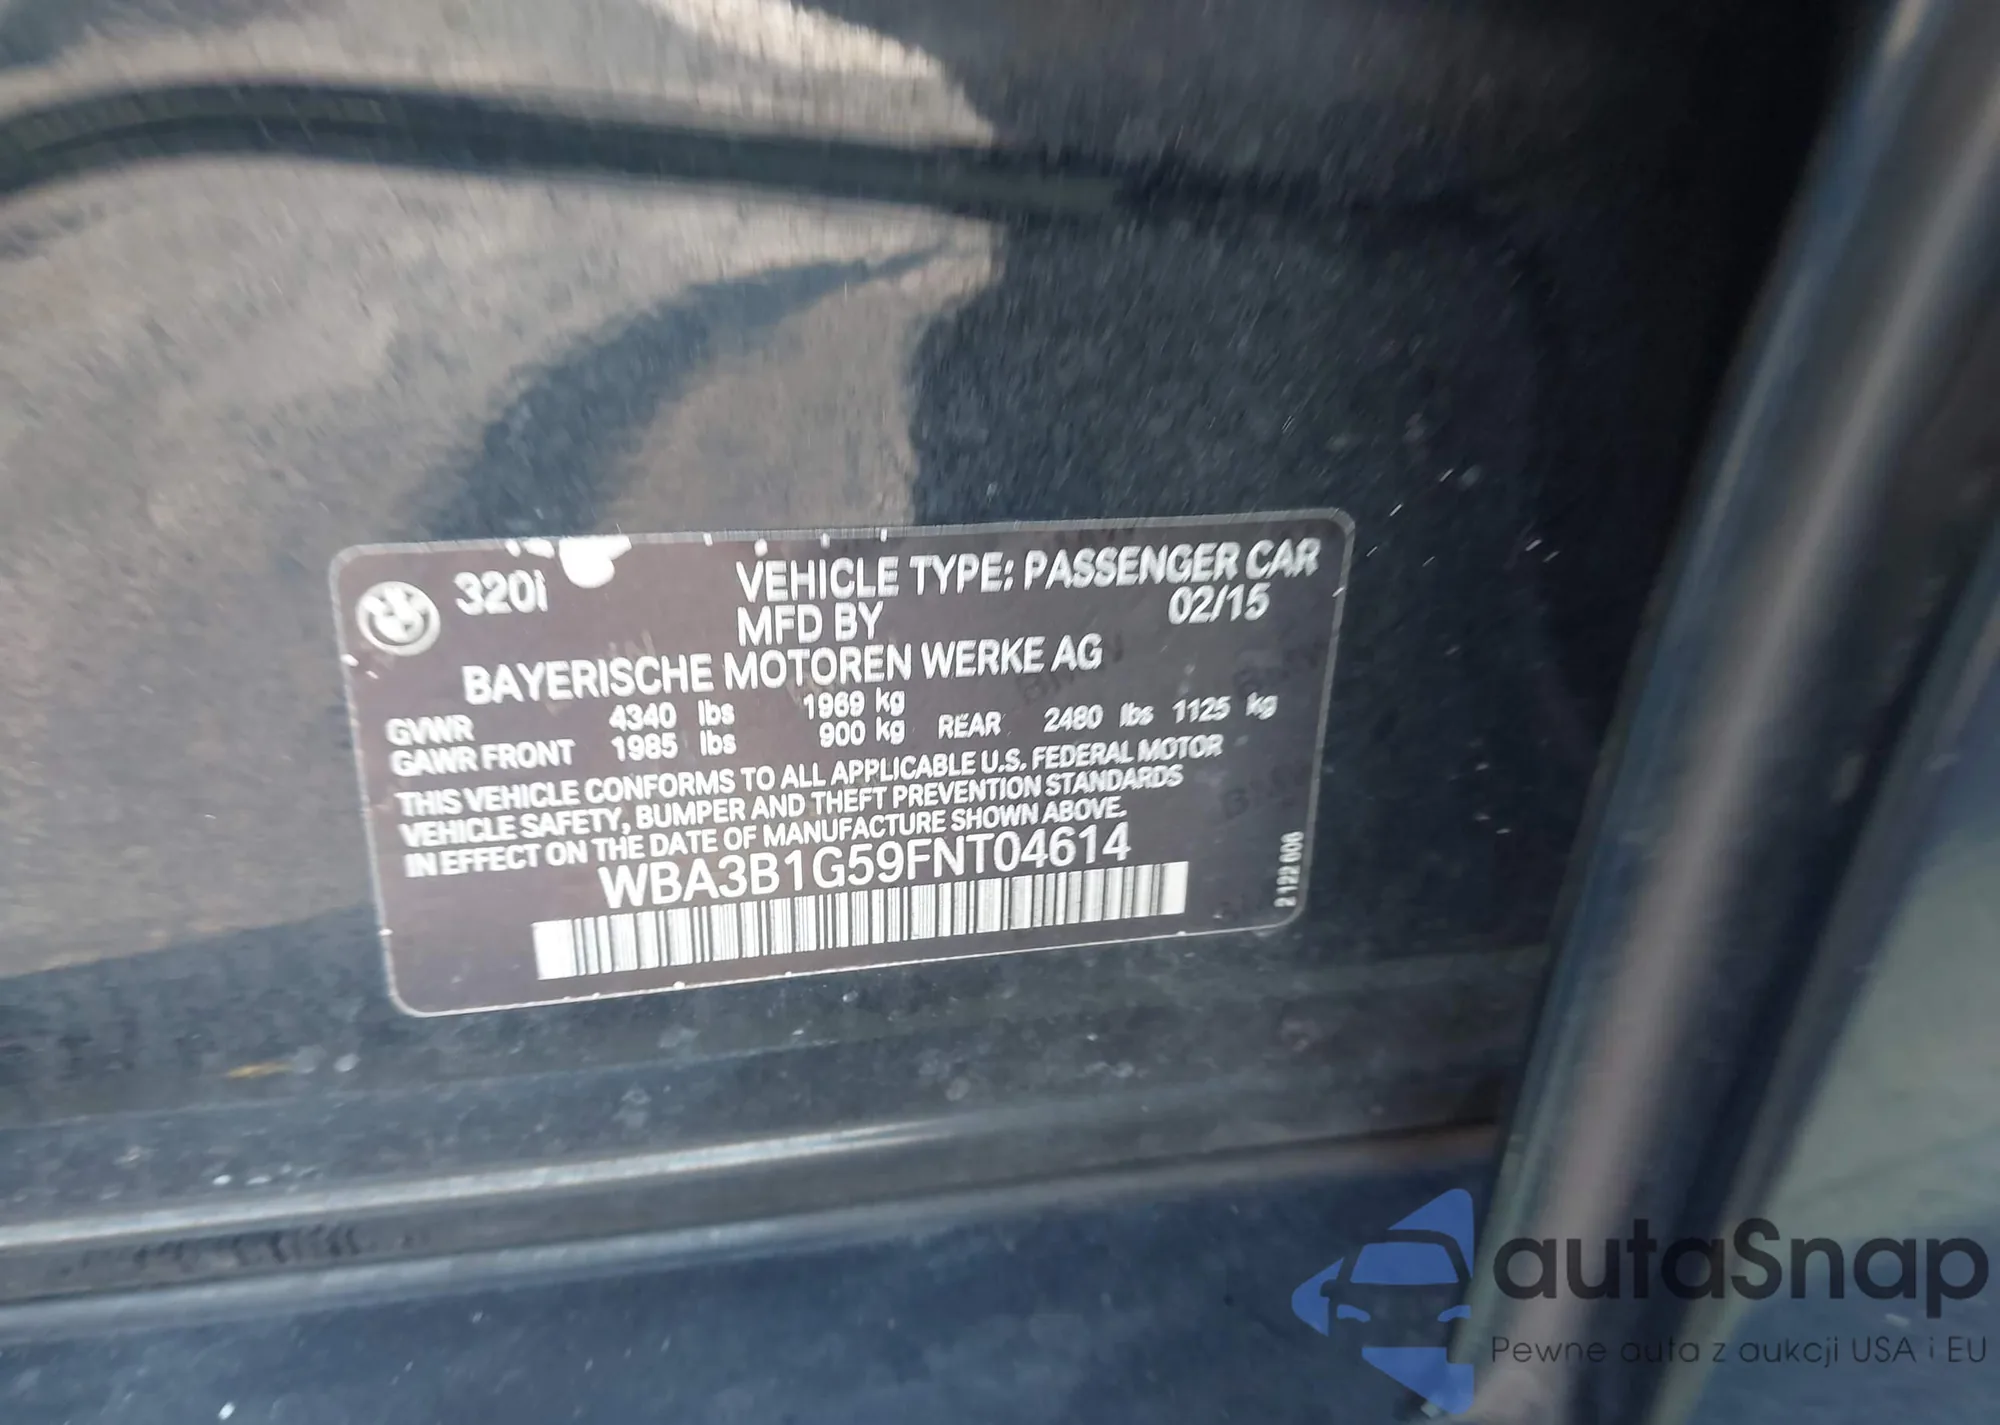 320i
VEHICLE TYPE: PASSENGER CAR
MFD BY 02/15
BAYERISCHE MOTOREN WERKE AG
GVWR 4340 lbs 1969 kg
GAWR FRONT 1985 lbs 900 kg REAR 2480 lbs 1125 kg
THIS VEHICLE CONFORMS TO ALL APPLICABLE U.S. FEDERAL MOTOR
VEHICLE SAFETY, BUMPER AND THEFT PREVENTION STANDARDS
IN EFFECT ON THE DATE OF MANUFACTURE SHOWN ABOVE.
WBA3B1G59FNT04614
2 122 606
autaSnap
Pewne auta z aukcji USA i EU